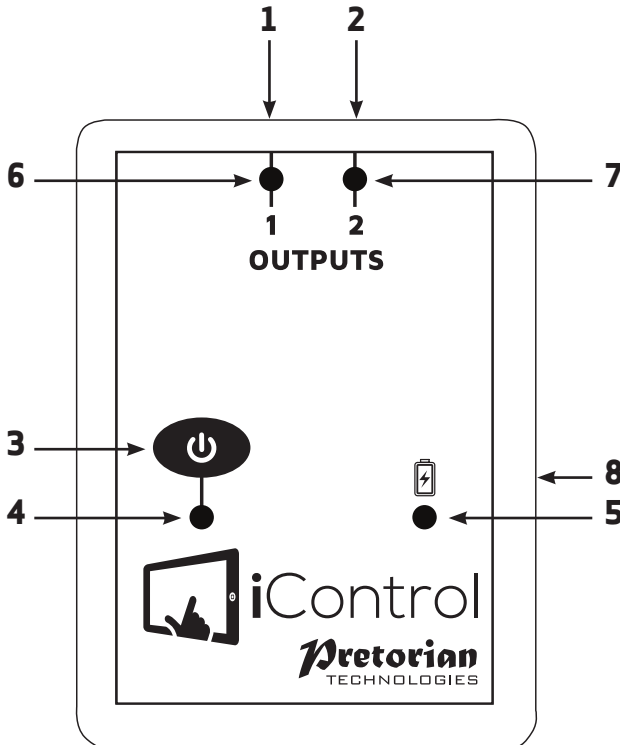 1 2
6 7
1 2
OUTPUTS
3
8
4 5
iControl
Pretorian
TECHNOLOGIES